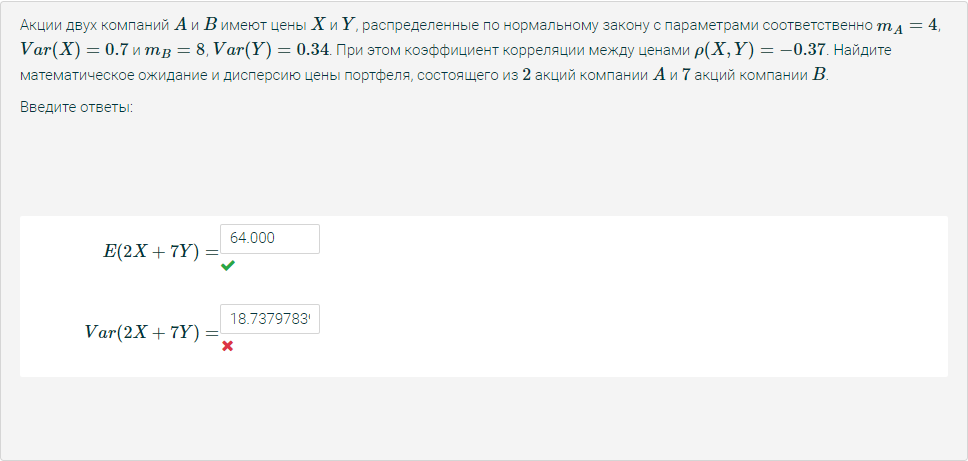 Акции двух компаний A и B имеют цены X и Y, распределенные по нормальному закону с параметрами соответственно m_A = 4,
Var(X) = 0.7 и m_B = 8, Var(Y) = 0.34. При этом коэффициент корреляции между ценами ρ(X, Y) = −0.37. Найдите
математическое ожидание и дисперсию цены портфеля, состоящего из 2 акций компании A и 7 акций компании B.
Введите ответы:
E(2X + 7Y) = 64.000
Var(2X + 7Y) = 18.7379783